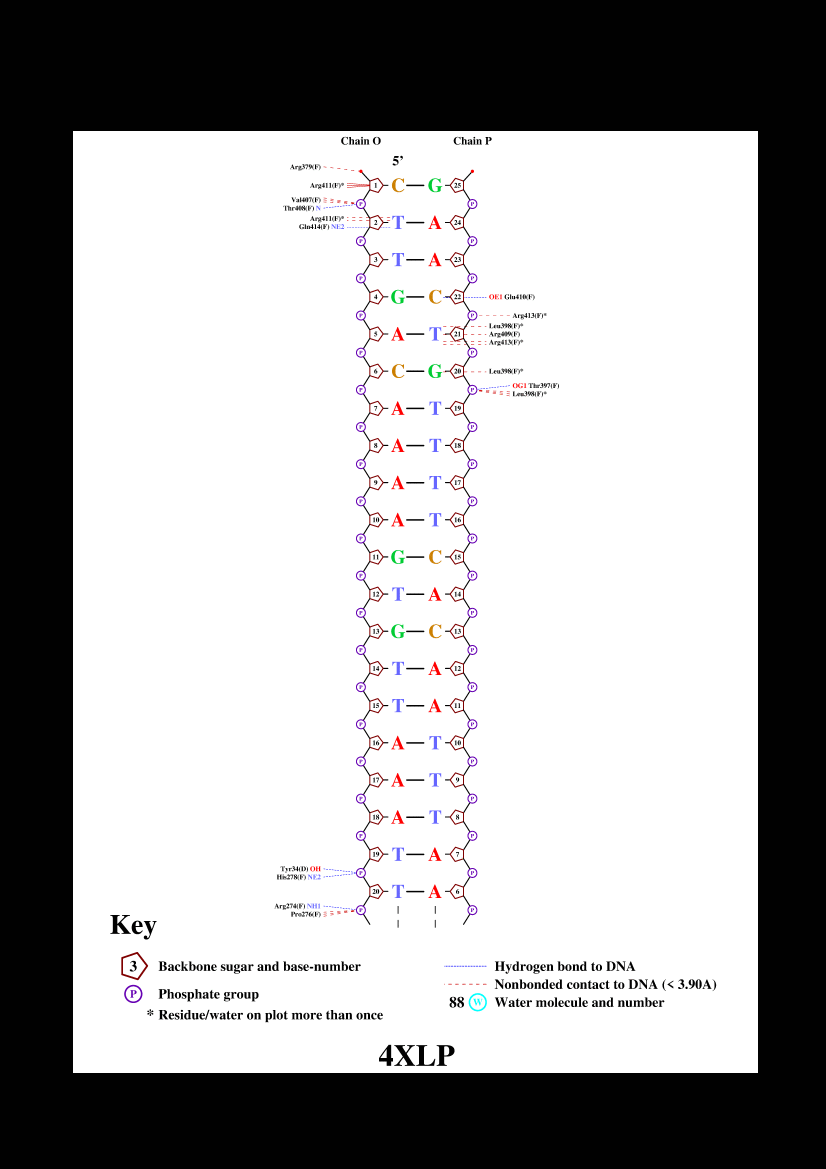 Chain O Chain P
5’
Arg379(F)
Arg411(F)* 1 C G 25
Val407(F) P P
Thr408(F) N
Arg411(F)*
2 T A 24
Gln414(F) NE2
P P
3 T A 23
P P
4 G C 22 OE1 Glu410(F)
P P Arg413(F)*
Leu398(F)*
5 A T 21 Arg409(F)
Arg413(F)*
P P
6 C G 20 Leu398(F)*
P P OG1 Thr397(F)
Leu398(F)*
7 A T 19
P P
8 A T 18
P P
9 A T 17
P P
10 A T 16
P P
11 G C 15
P P
12 T A 14
P P
13 G C 13
P P
14 T A 12
P P
15 T A 11
P P
16 A T 10
P P
17 A T 9
P P
18 A T 8
P P
19 T A 7
Tyr34(D) OH P P
His278(F) NE2
20 T A 6
Arg274(F) NH1 P P
Pro276(F)
Key
3 Backbone sugar and base-number
P Phosphate group
* Residue/water on plot more than once
Hydrogen bond to DNA
Nonbonded contact to DNA (< 3.90A)
88 W Water molecule and number
4XLP